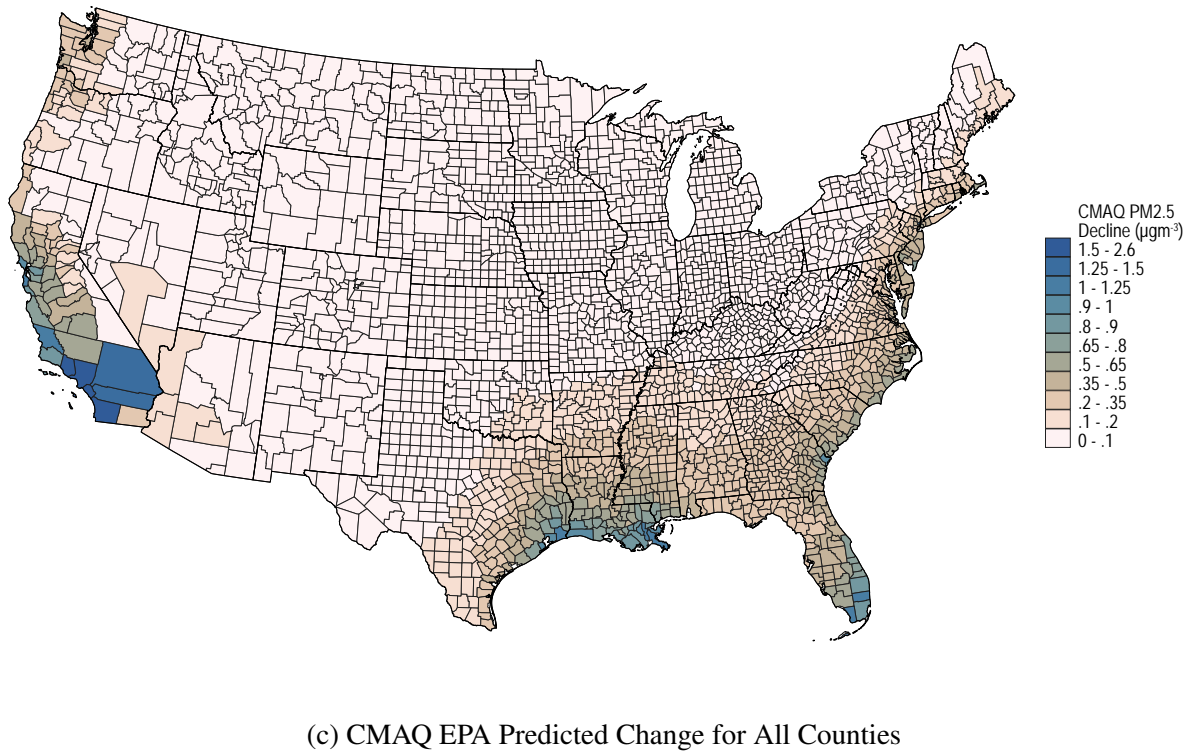 CMAQ PM2.5
Decline (µgm-3)
1.5 - 2.6
1.25 - 1.5
1 - 1.25
.9 - 1
.8 - .9
.65 - .8
.5 - .65
.35 - .5
.2 - .35
.1 - .2
0 - .1
(c) CMAQ EPA Predicted Change for All Counties